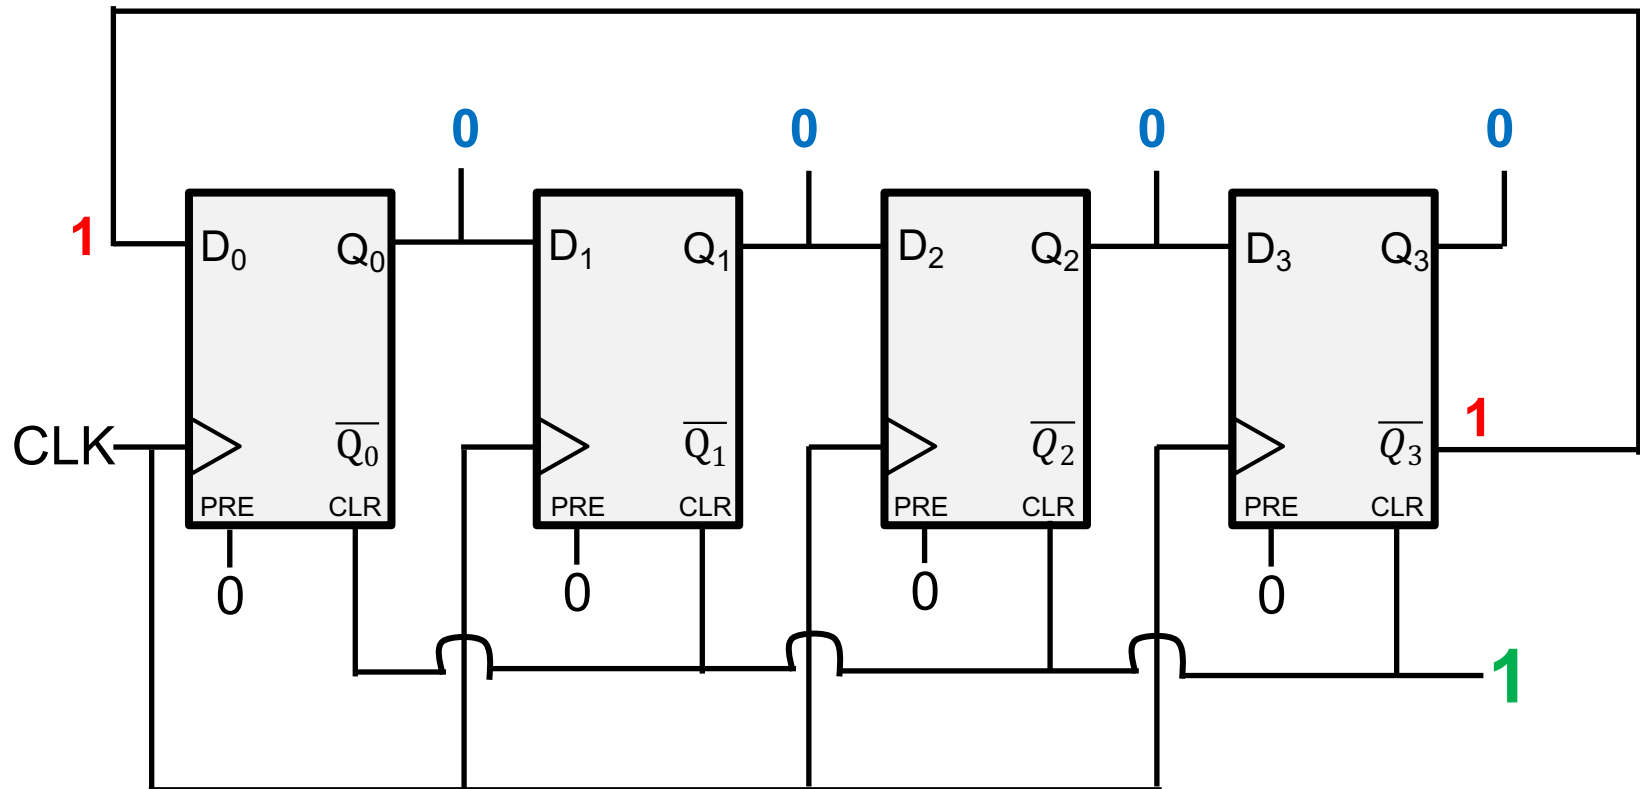 0 0 0 0
1 D₀ Q₀ D₁ Q₁ D₂ Q₂ D₃ Q₃
1
CLK Q̅₀ Q̅₁ Q̅₂ Q̅₃
PRE CLR PRE CLR PRE CLR PRE CLR
0 0 0 0
1